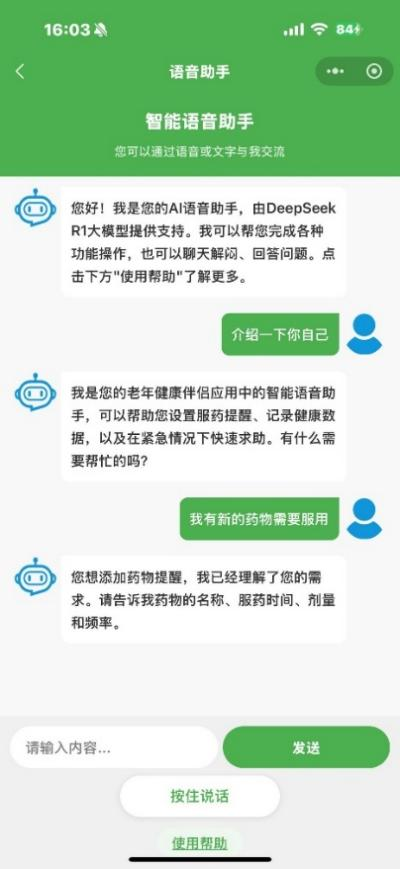 16:03
84
语音助手
智能语音助手
您可以通过语音或文字与我交流
您好！我是您的AI语音助手，由DeepSeek
R1大模型提供支持。我可以帮您完成各种
功能操作，也可以聊天解闷、回答问题。点
击下方"使用帮助"了解更多。
介绍一下你自己
我是您的老年健康伴侣应用中的智能语音助
手，可以帮助您设置服药提醒、记录健康数
据，以及在紧急情况下快速求助。有什么需
要帮忙的吗?
我有新的药物需要服用
您想添加药物提醒，我已经理解了您的需
求。请告诉我药物的名称、服药时间、剂量
和频率。
请输入内容...
发送
按住说话
使用帮助